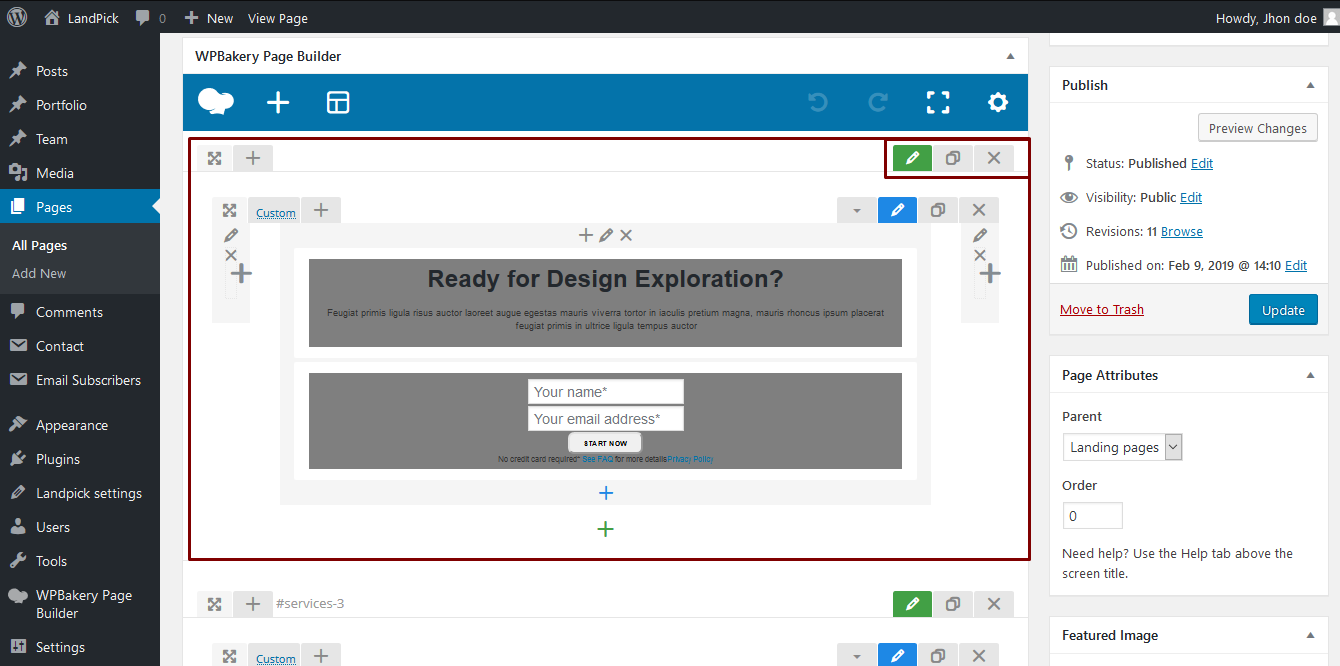 LandPick 0 New View Page Howdy, Jhon doe
Posts
Portfolio
Team
Media
Pages
All Pages
Add New
Comments
Contact
Email Subscribers
Appearance
Plugins
Landpick settings
Users
Tools
WPBakery Page
Builder
Settings
WPBakery Page Builder
Custom
Ready for Design Exploration?
Feugiat primis ligula risus auctor laoreet augue egestas mauris viverra tortor in iaculis pretium magna, mauris rhoncus ipsum placerat
feugiat primis in ultrice ligula tempus auctor
Your name*
Your email address*
START NOW
No credit card required* See FAQ for more detailsPrivacy Policy
#services-3
Custom
Publish
Preview Changes
Status: Published Edit
Visibility: Public Edit
Revisions: 11 Browse
Published on: Feb 9, 2019 @ 14:10 Edit
Move to Trash Update
Page Attributes
Parent
Landing pages
Order
0
Need help? Use the Help tab above the
screen title.
Featured Image